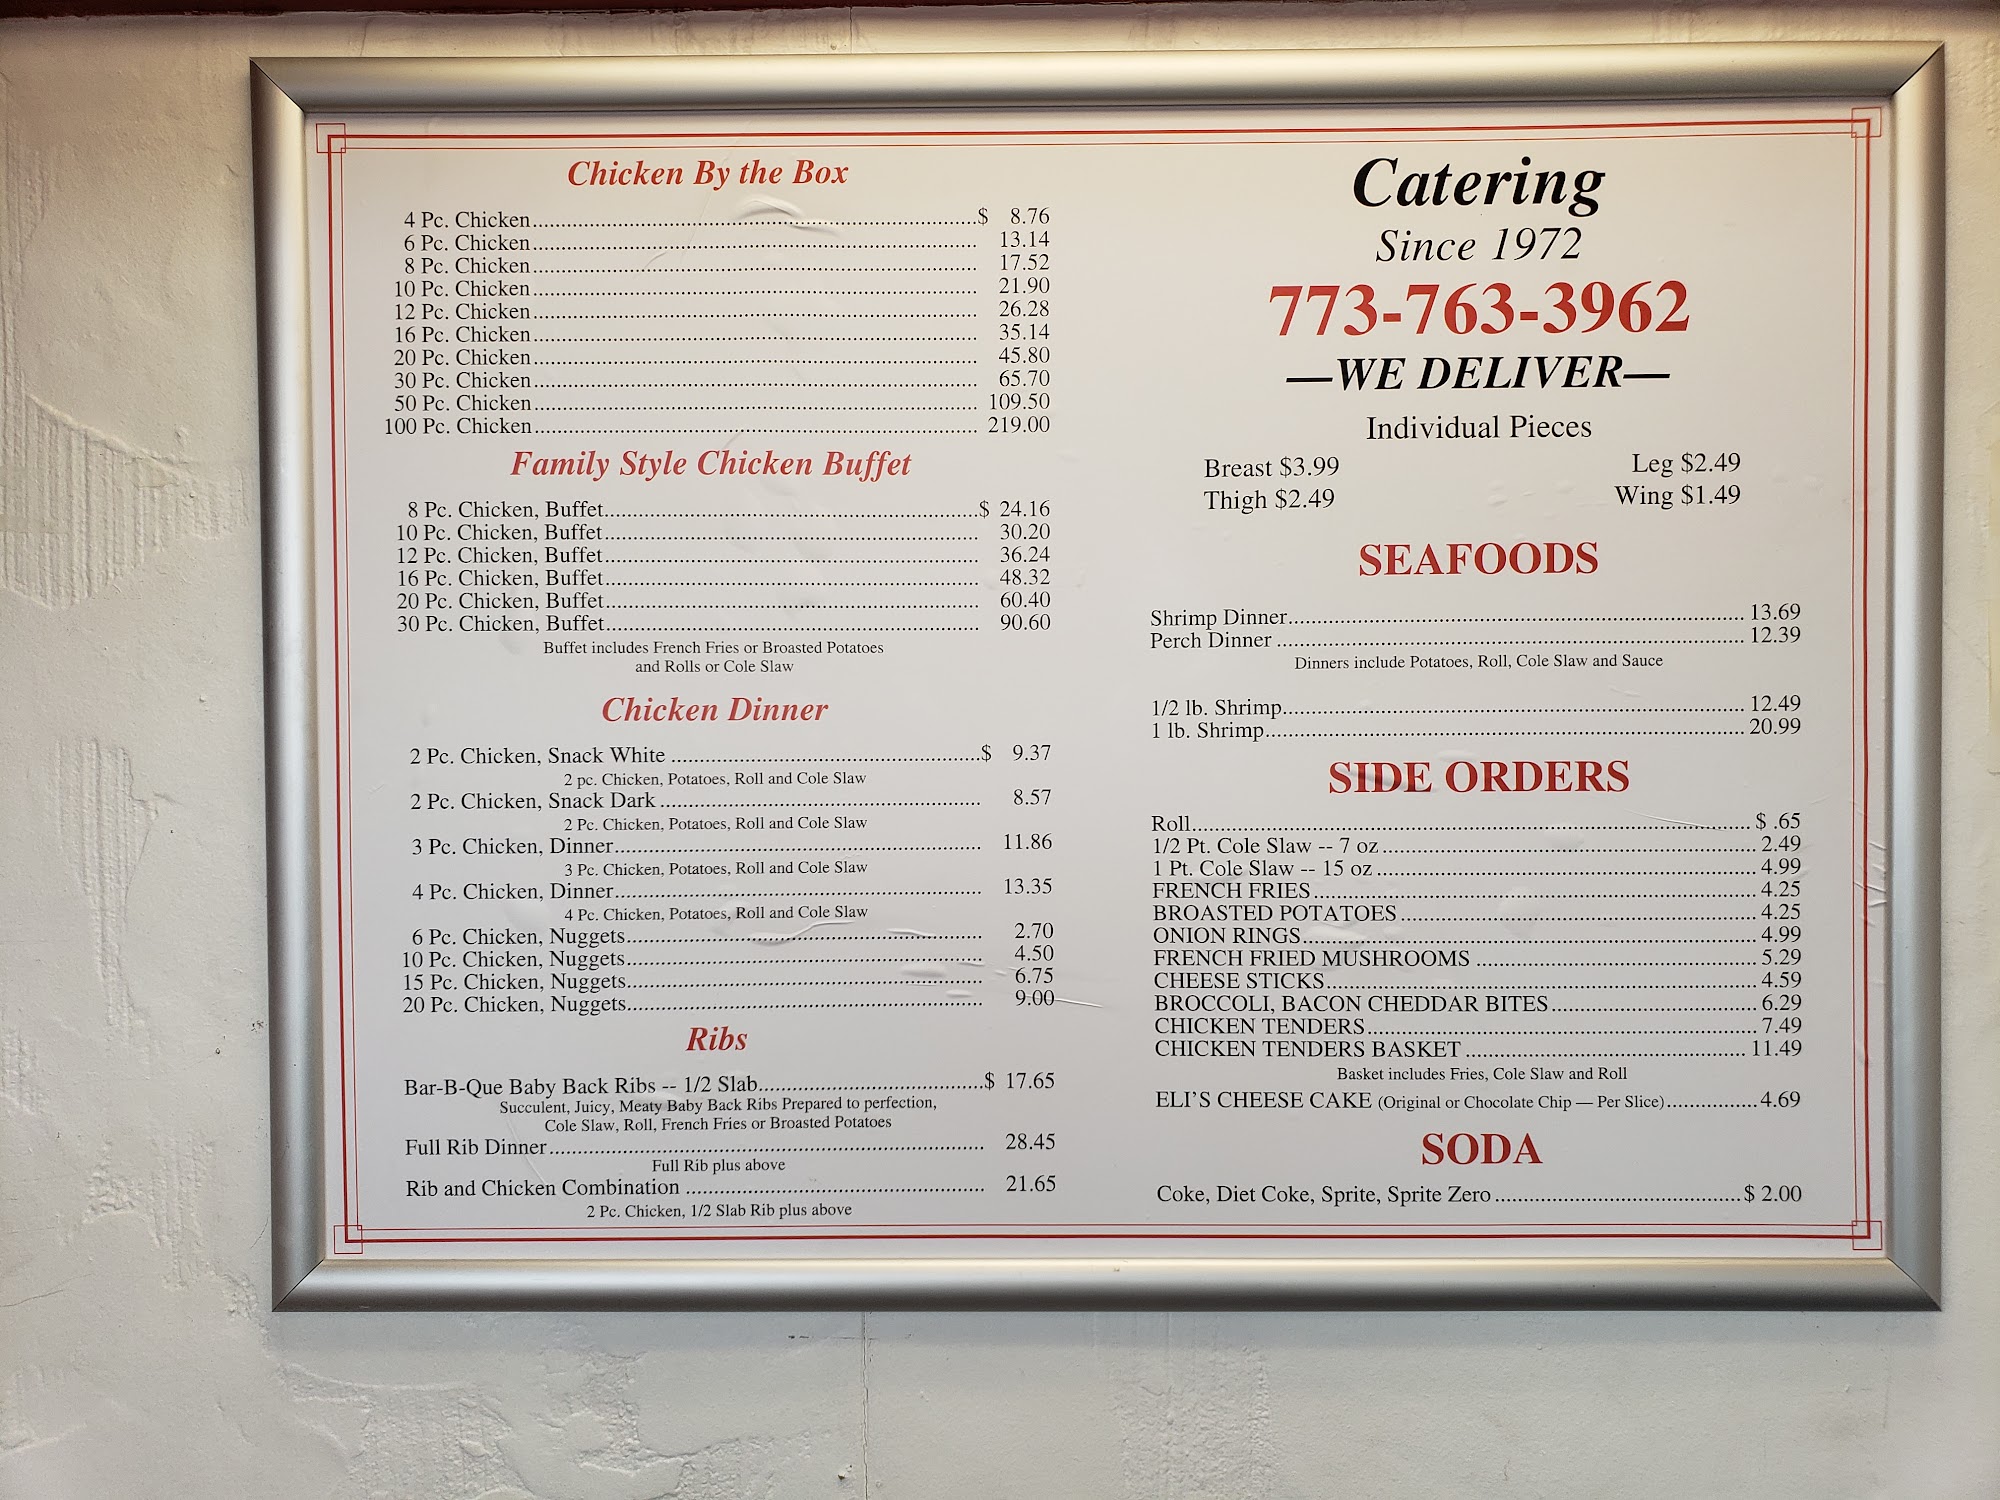 Chicken By the Box
4 Pc. Chicken $ 8.76
6 Pc. Chicken 13.14
8 Pc. Chicken 17.52
10 Pc. Chicken 21.90
12 Pc. Chicken 26.28
16 Pc. Chicken 35.14
20 Pc. Chicken 45.80
30 Pc. Chicken 65.70
50 Pc. Chicken 109.50
100 Pc. Chicken 219.00
Family Style Chicken Buffet
8 Pc. Chicken, Buffet $ 24.16
10 Pc. Chicken, Buffet 30.20
12 Pc. Chicken, Buffet 36.24
16 Pc. Chicken, Buffet 48.32
20 Pc. Chicken, Buffet 60.40
30 Pc. Chicken, Buffet 90.60
Buffet includes French Fries or Broasted Potatoes
and Rolls or Cole Slaw
Chicken Dinner
2 Pc. Chicken, Snack White $ 9.37
2 pc. Chicken, Potatoes, Roll and Cole Slaw
2 Pc. Chicken, Snack Dark 8.57
2 Pc. Chicken, Potatoes, Roll and Cole Slaw
3 Pc. Chicken, Dinner 11.86
3 Pc. Chicken, Potatoes, Roll and Cole Slaw
4 Pc. Chicken, Dinner 13.35
4 Pc. Chicken, Potatoes, Roll and Cole Slaw
6 Pc. Chicken, Nuggets 2.70
10 Pc. Chicken, Nuggets 4.50
15 Pc. Chicken, Nuggets 6.75
20 Pc. Chicken, Nuggets 9.00
Ribs
Bar-B-Que Baby Back Ribs -- 1/2 Slab $ 17.65
Succulent, Juicy, Meaty Baby Back Ribs Prepared to perfection,
Cole Slaw, Roll, French Fries or Broasted Potatoes
Full Rib Dinner 28.45
Full Rib plus above
Rib and Chicken Combination 21.65
2 Pc. Chicken, 1/2 Slab Rib plus above
Catering
Since 1972
773-763-3962
—WE DELIVER—
Individual Pieces
Breast $3.99 Leg $2.49
Thigh $2.49 Wing $1.49
SEAFOODS
Shrimp Dinner 13.69
Perch Dinner 12.39
Dinners include Potatoes, Roll, Cole Slaw and Sauce
1/2 lb. Shrimp 12.49
1 lb. Shrimp 20.99
SIDE ORDERS
Roll $ .65
1/2 Pt. Cole Slaw -- 7 oz 2.49
1 Pt. Cole Slaw -- 15 oz 4.99
FRENCH FRIES 4.25
BROASTED POTATOES 4.25
ONION RINGS 4.99
FRENCH FRIED MUSHROOMS 5.29
CHEESE STICKS 4.59
BROCCOLI, BACON CHEDDAR BITES 6.29
CHICKEN TENDERS 7.49
CHICKEN TENDERS BASKET 11.49
Basket includes Fries, Cole Slaw and Roll
ELI'S CHEESE CAKE (Original or Chocolate Chip — Per Slice) 4.69
SODA
Coke, Diet Coke, Sprite, Sprite Zero $ 2.00